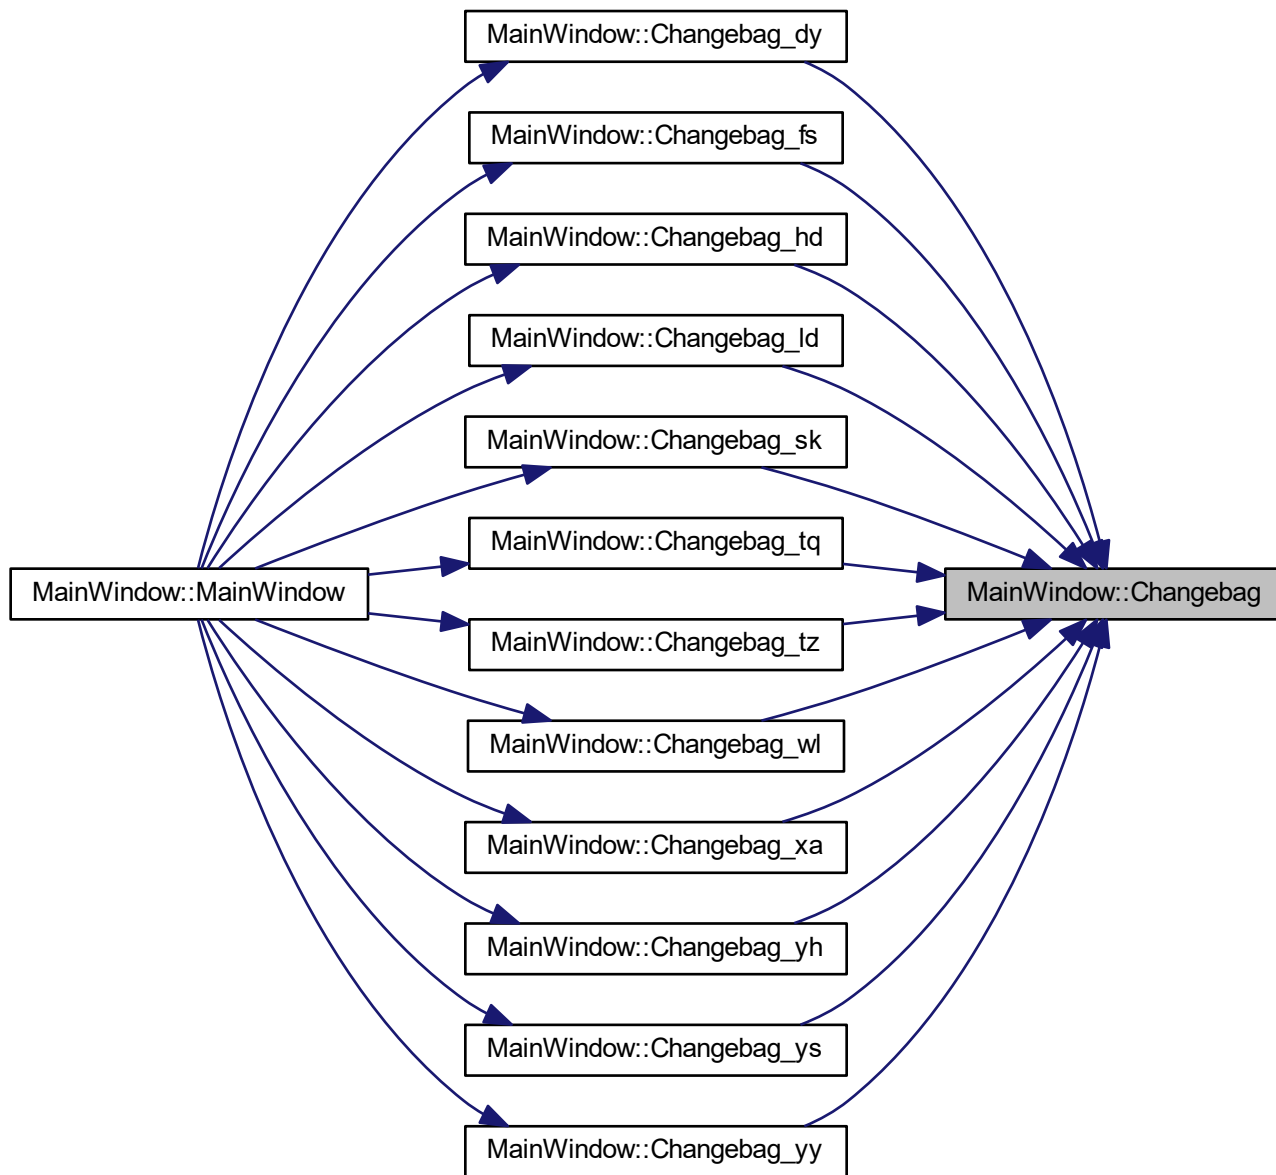 MainWindow::Changebag_dy
MainWindow::Changebag_fs
MainWindow::Changebag_hd
MainWindow::Changebag_ld
MainWindow::Changebag_sk
MainWindow::Changebag_tq
MainWindow::MainWindow
MainWindow::Changebag
MainWindow::Changebag_tz
MainWindow::Changebag_wl
MainWindow::Changebag_xa
MainWindow::Changebag_yh
MainWindow::Changebag_ys
MainWindow::Changebag_yy